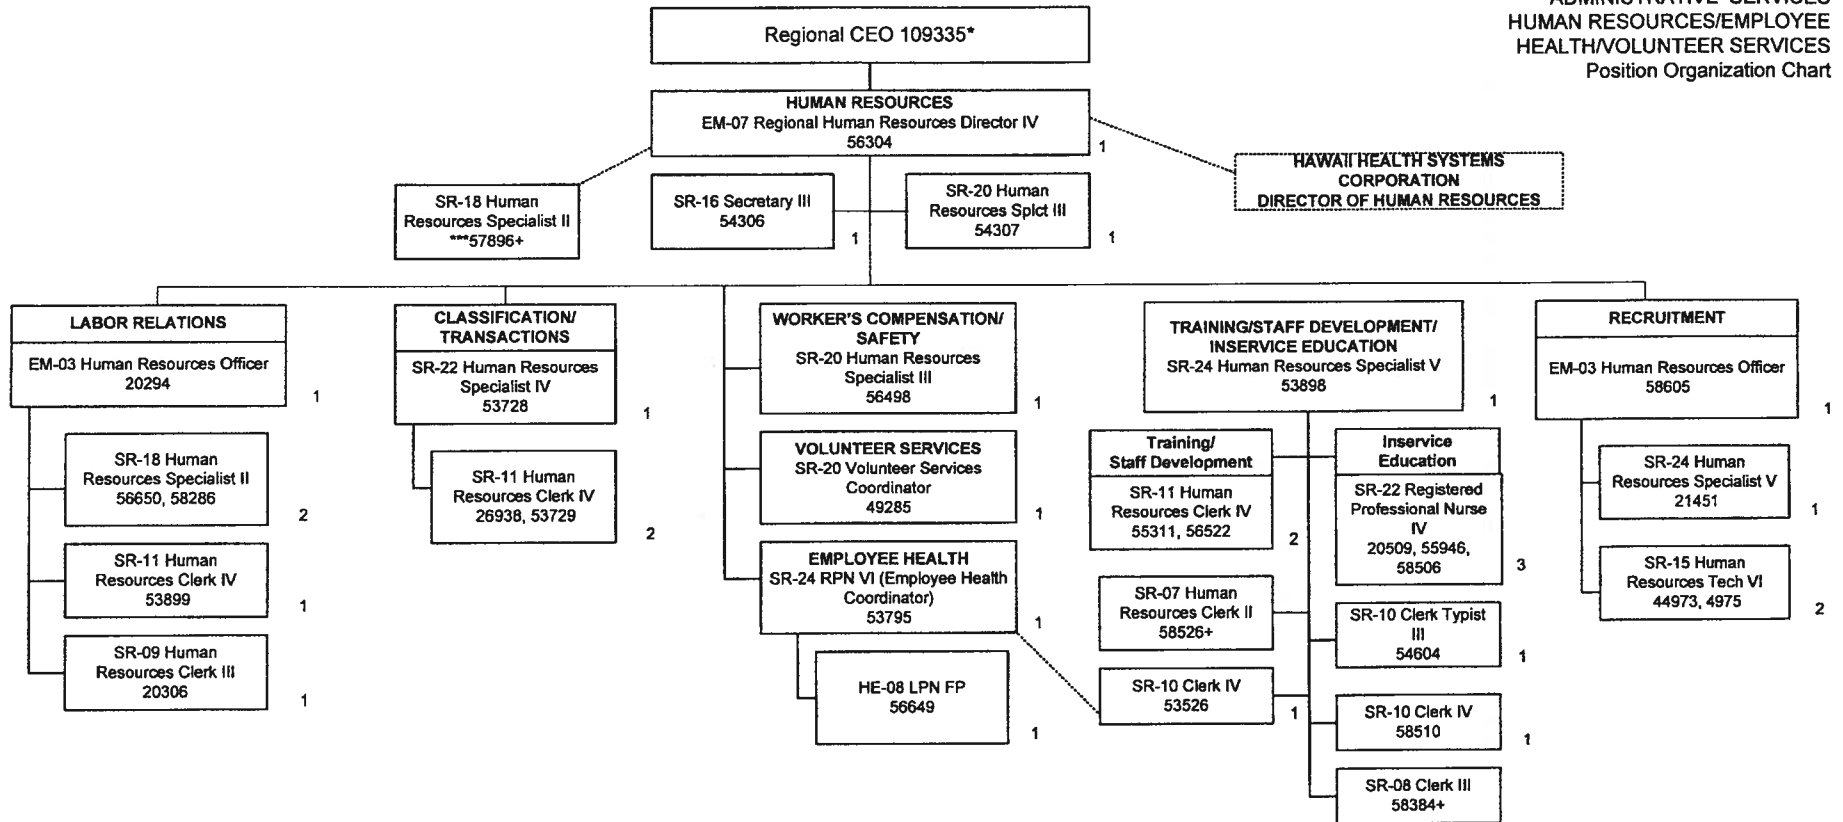 ADMINISTRATIVE SERVICES
HUMAN RESOURCES/EMPLOYEE
HEALTH/VOLUNTEER SERVICES
Position Organization Chart
Regional CEO 109335*
HUMAN RESOURCES
EM-07 Regional Human Resources Director IV
56304
1
HAWAII HEALTH SYSTEMS
CORPORATION
DIRECTOR OF HUMAN RESOURCES
SR-18 Human
Resources Specialist II
***57896+
SR-16 Secretary III
54306
1
SR-20 Human
Resources Splct III
54307
1
LABOR RELATIONS
EM-03 Human Resources Officer
20294
1
SR-18 Human
Resources Specialist II
56650, 58286
2
SR-11 Human
Resources Clerk IV
53899
1
SR-09 Human
Resources Clerk III
20306
1
CLASSIFICATION/
TRANSACTIONS
SR-22 Human Resources
Specialist IV
53728
1
SR-11 Human
Resources Clerk IV
26938, 53729
2
WORKER'S COMPENSATION/
SAFETY
SR-20 Human Resources
Specialist III
56498
1
VOLUNTEER SERVICES
SR-20 Volunteer Services
Coordinator
49285
1
EMPLOYEE HEALTH
SR-24 RPN VI (Employee Health
Coordinator)
53795
1
HE-08 LPN FP
56649
1
TRAINING/STAFF DEVELOPMENT/
INSERVICE EDUCATION
SR-24 Human Resources Specialist V
53898
1
Training/
Staff Development
SR-11 Human
Resources Clerk IV
55311, 56522
2
SR-07 Human
Resources Clerk II
58526+
SR-10 Clerk IV
53526
1
Inservice
Education
SR-22 Registered
Professional Nurse
IV
20509, 55946,
58506
3
SR-10 Clerk Typist
III
54604
1
SR-10 Clerk IV
58510
1
SR-08 Clerk III
58384+
RECRUITMENT
EM-03 Human Resources Officer
58605
1
SR-24 Human
Resources Specialist V
21451
1
SR-15 Human
Resources Tech VI
44973, 4975
2